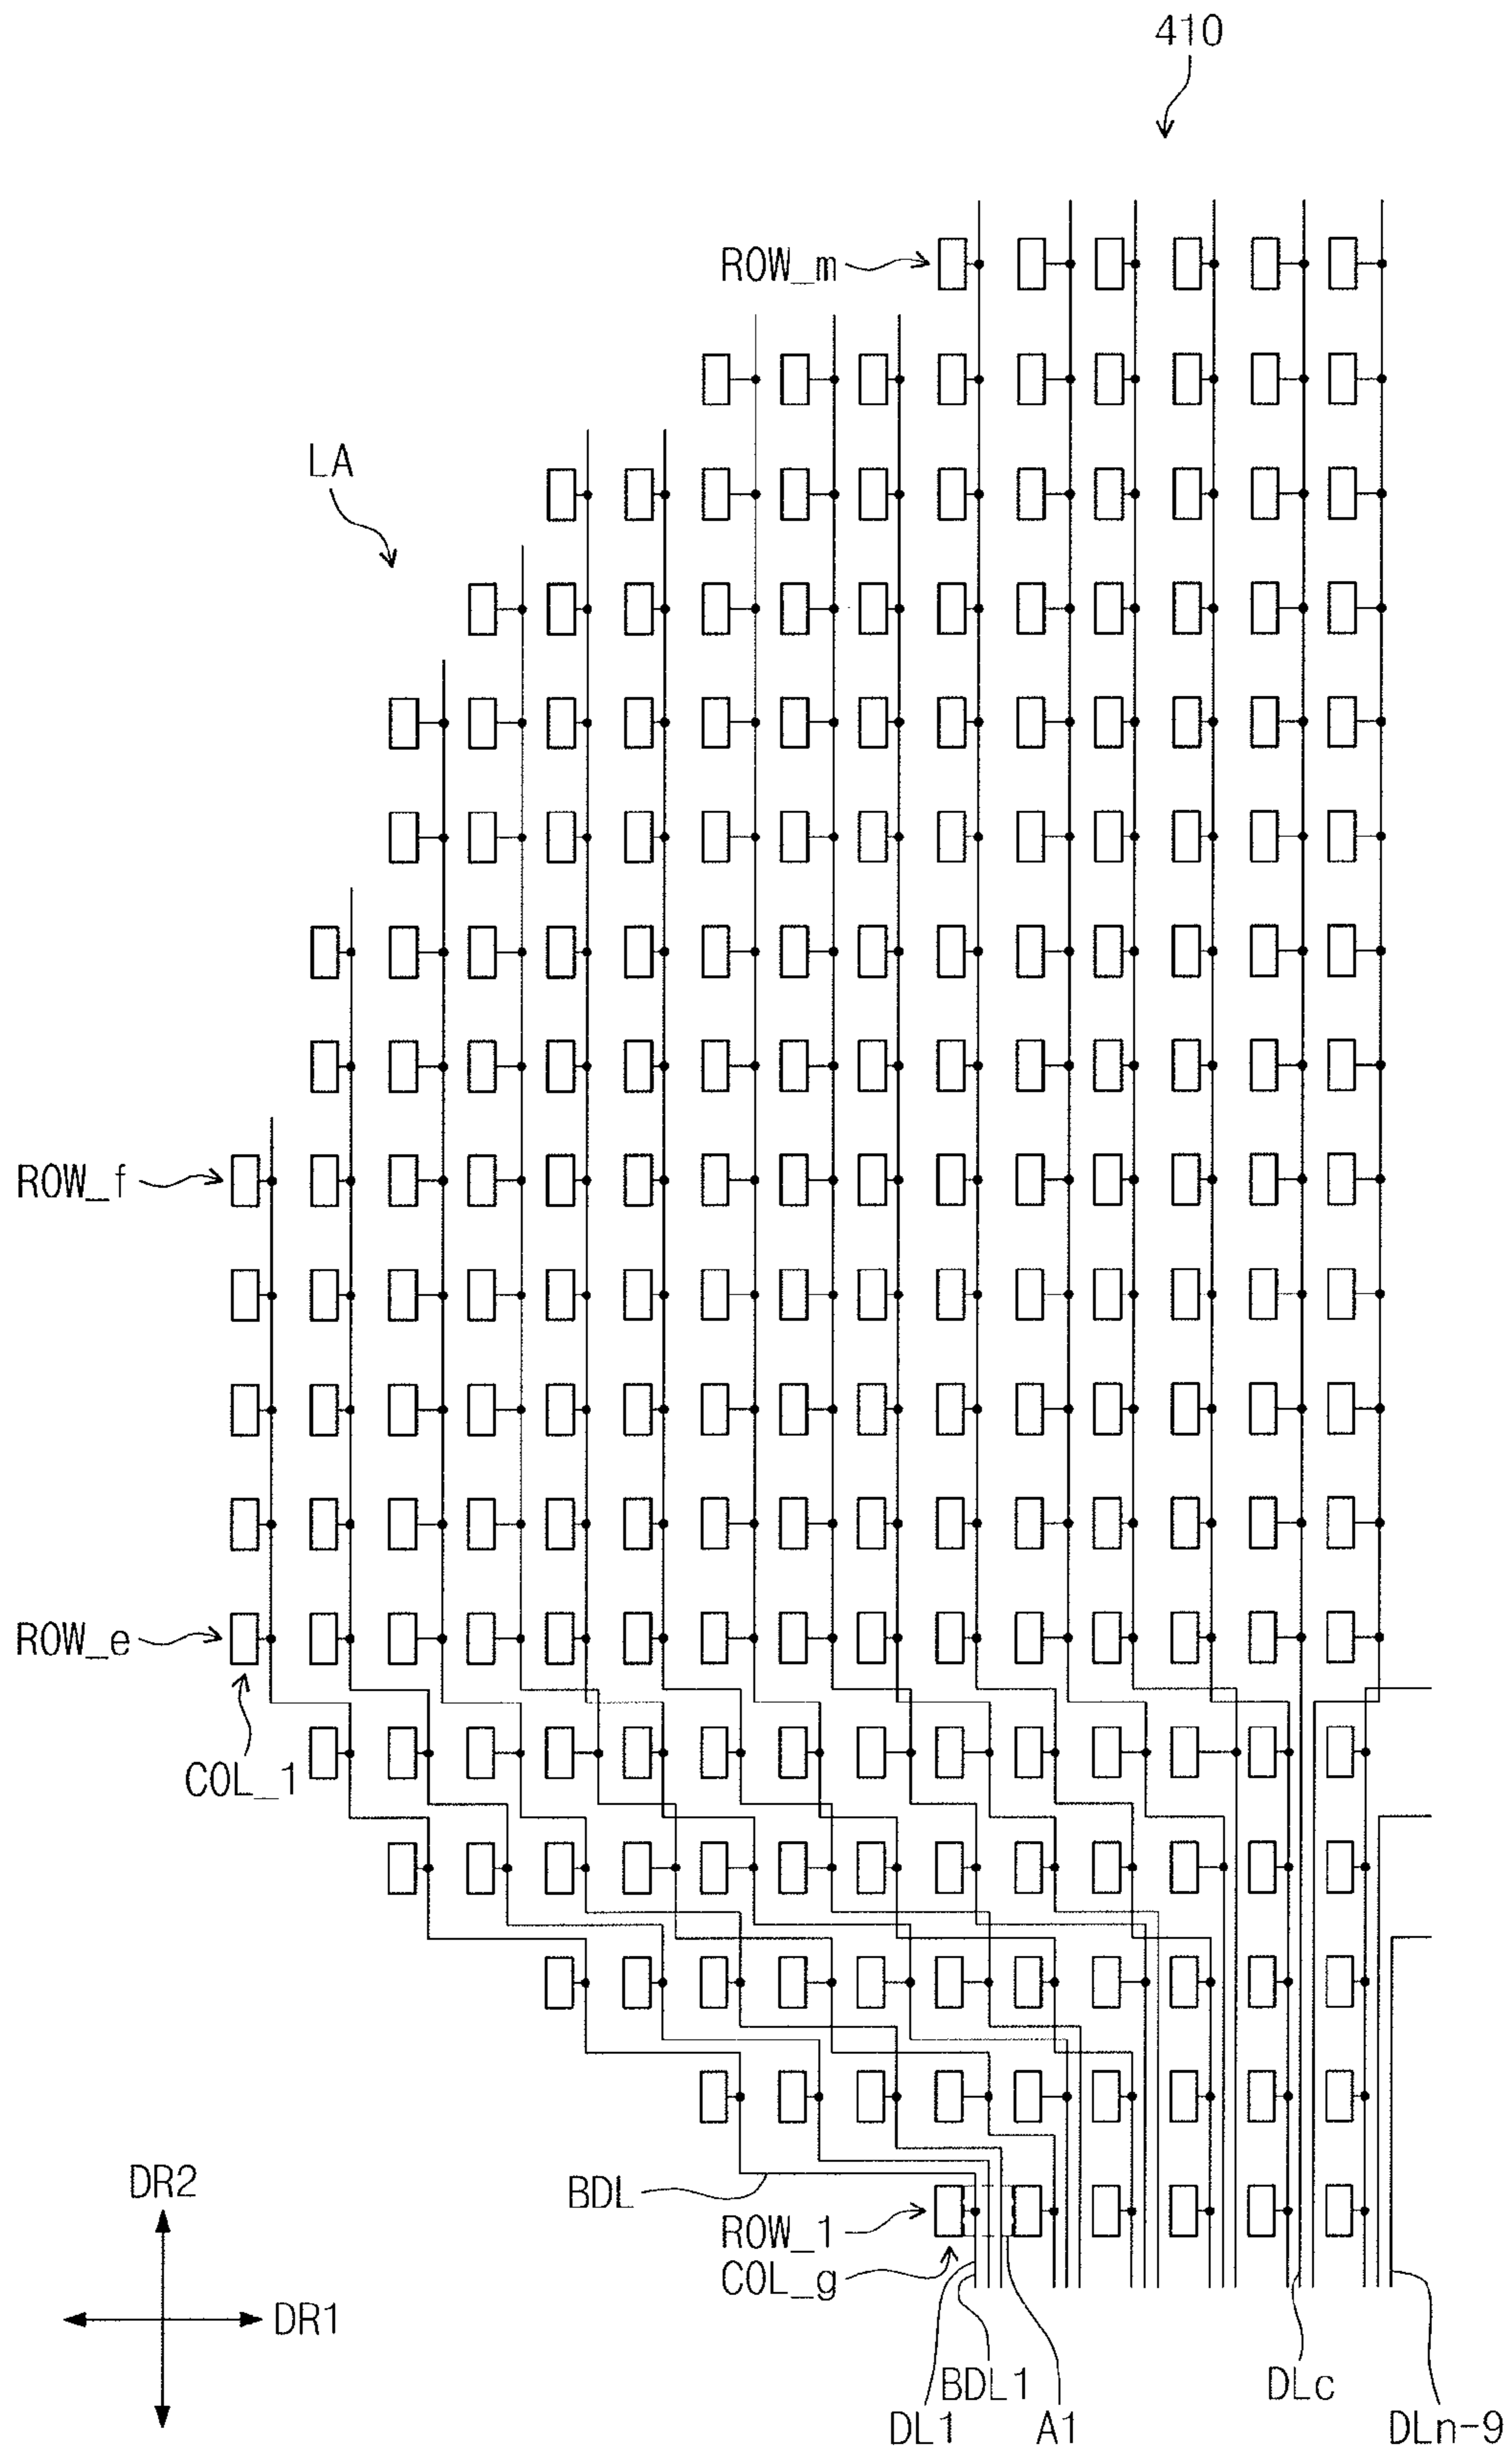 410
ROW_m
LA
ROW_f
ROW_e
COL_1
DR2
BDL
ROW_1
COL_g
DR1
BDL1
DLc
DL1
A1
DLn-9